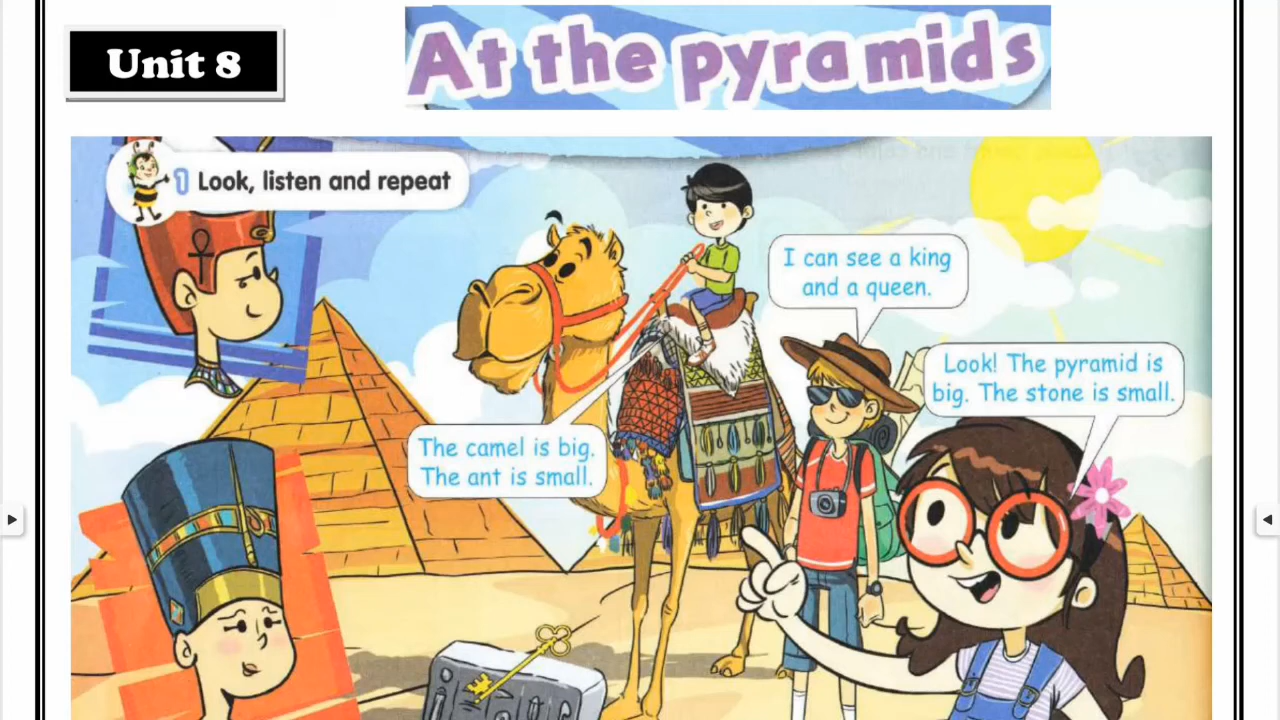 Unit 8
At the pyramids
1 Look, listen and repeat
I can see a king
and a queen.
Look! The pyramid is
big. The stone is small.
The camel is big.
The ant is small.